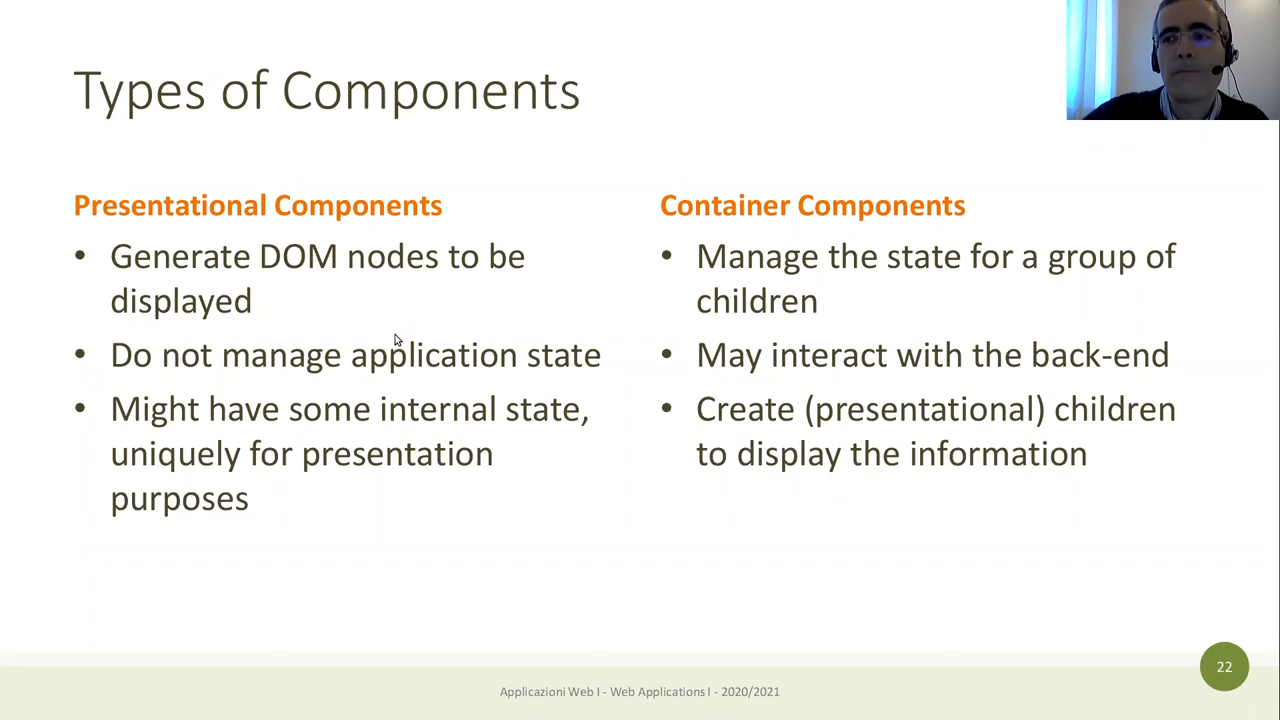 Types of Components
Presentational Components
• Generate DOM nodes to be
displayed
• Do not manage application state
• Might have some internal state,
uniquely for presentation
purposes
Container Components
• Manage the state for a group of
children
• May interact with the back-end
• Create (presentational) children
to display the information
Applicazioni Web I - Web Applications I - 2020/2021
22